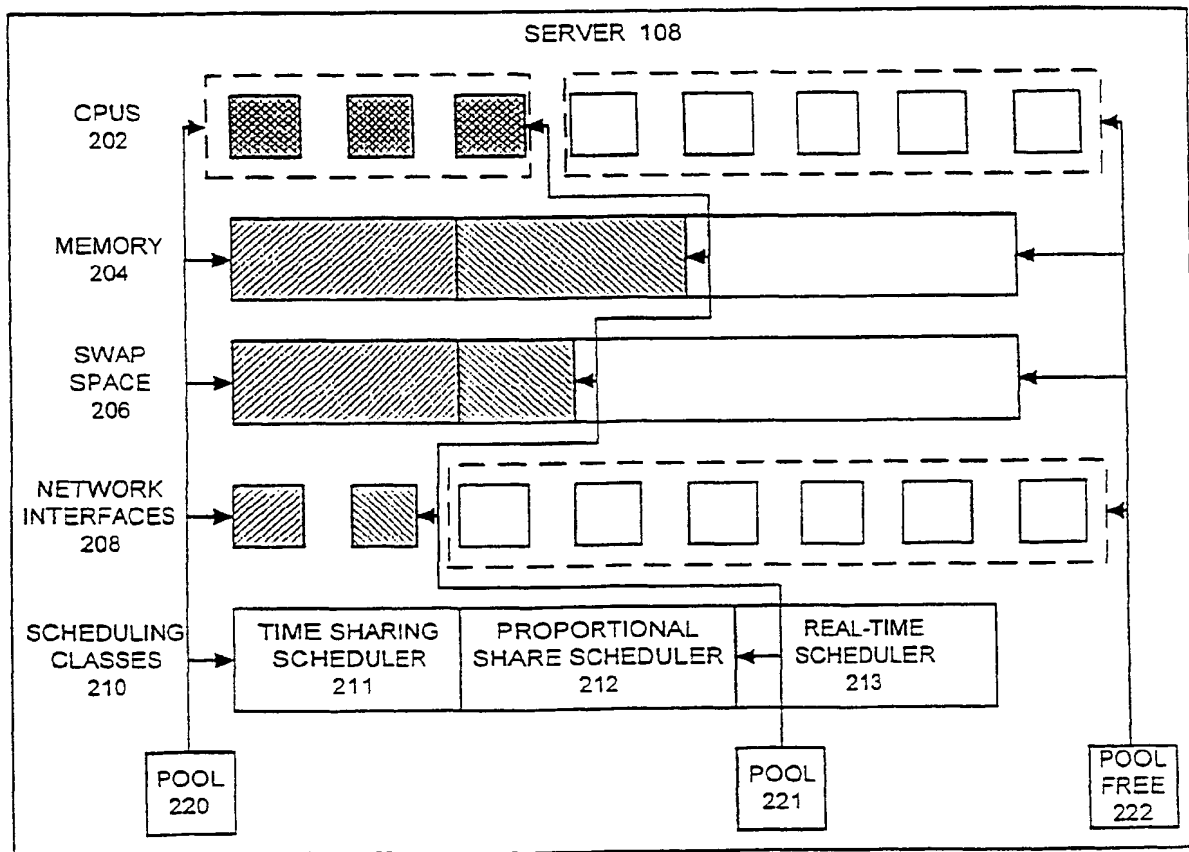 SERVER 108
CPUS
202
MEMORY
204
SWAP
SPACE
206
NETWORK
INTERFACES
208
SCHEDULING
CLASSES
210
TIME SHARING
SCHEDULER
211
PROPORTIONAL
SHARE SCHEDULER
212
REAL-TIME
SCHEDULER
213
POOL
220
POOL
221
POOL
FREE
222